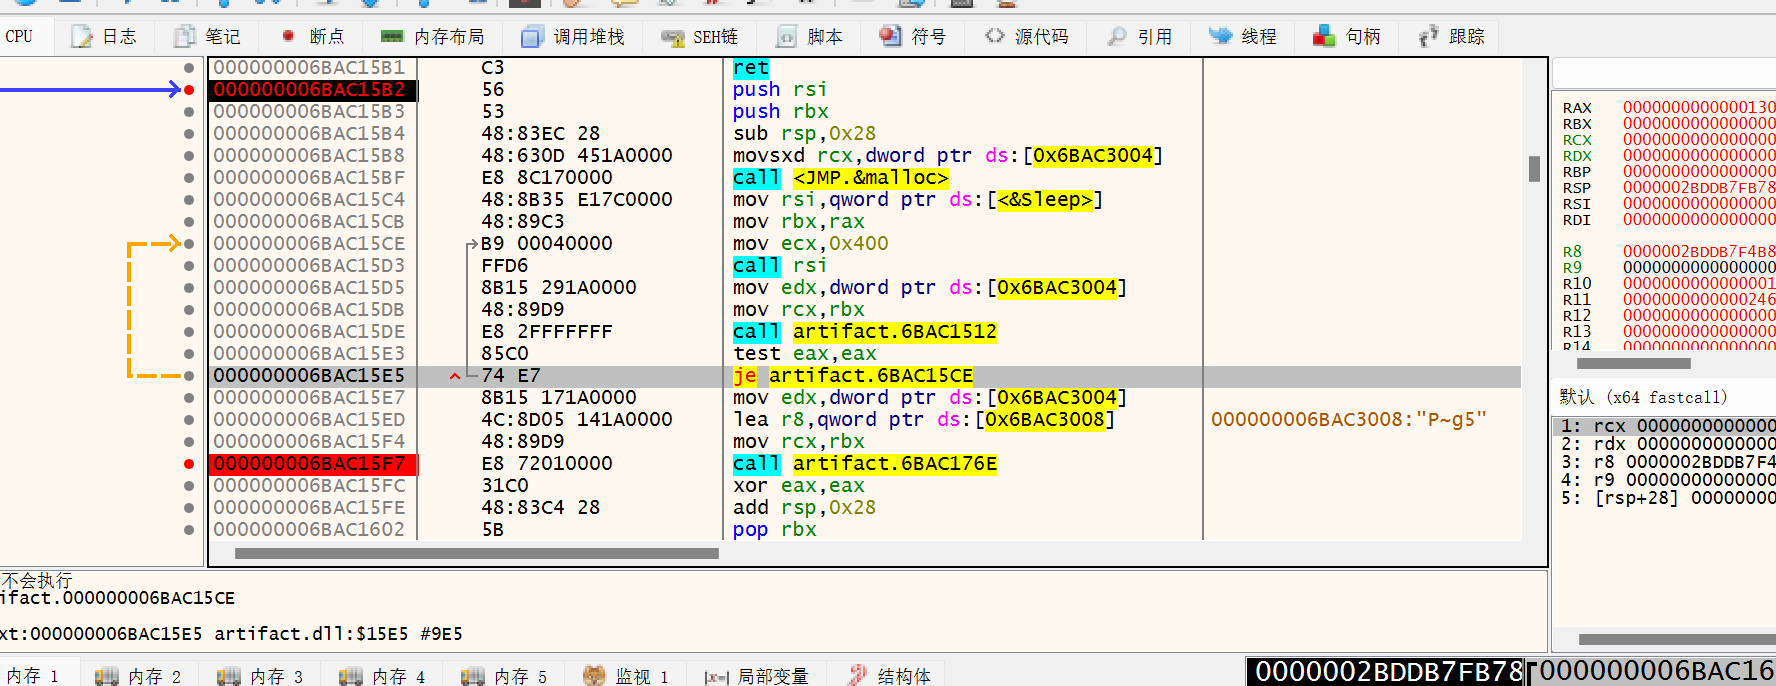 CPU 日志 笔记 断点 内存布局 调用堆栈 SEH链 脚本 符号 源代码 引用 线程 句柄 跟踪
000000006BAC15B1 C3 ret
000000006BAC15B2 56 push rsi
000000006BAC15B3 53 push rbx
000000006BAC15B4 48:83EC 28 sub rsp,0x28
000000006BAC15B8 48:630D 451A0000 movsxd rcx,dword ptr ds:[0x6BAC3004]
000000006BAC15BF E8 8C170000 call <JMP.&malloc>
000000006BAC15C4 48:8B35 E17C0000 mov rsi,qword ptr ds:[<&Sleep>]
000000006BAC15CB 48:89C3 mov rbx,rax
000000006BAC15CE B9 00040000 mov ecx,0x400
000000006BAC15D3 FFD6 call rsi
000000006BAC15D5 8B15 291A0000 mov edx,dword ptr ds:[0x6BAC3004]
000000006BAC15DB 48:89D9 mov rcx,rbx
000000006BAC15DE E8 2FFFFFFF call artifact.6BAC1512
000000006BAC15E3 85C0 test eax,eax
000000006BAC15E5 74 E7 je artifact.6BAC15CE
000000006BAC15E7 8B15 171A0000 mov edx,dword ptr ds:[0x6BAC3004]
000000006BAC15ED 4C:8D05 141A0000 lea r8,qword ptr ds:[0x6BAC3008] 000000006BAC3008:"P~g5"
000000006BAC15F4 48:89D9 mov rcx,rbx
000000006BAC15F7 E8 72010000 call artifact.6BAC176E
000000006BAC15FC 31C0 xor eax,eax
000000006BAC15FE 48:83C4 28 add rsp,0x28
000000006BAC1602 5B pop rbx
RAX 0000000000000130
RBX 0000000000000000
RCX 0000000000000000
RDX 0000000000000000
RBP 0000000000000000
RSP 0000002BDDB7FB78
RSI 0000000000000000
RDI 0000000000000000
R8 0000002BDDB7F4B8
R9 0000000000000000
R10 0000000000000001
R11 0000000000000246
R12 0000000000000000
R13 0000000000000000
R14 0000000000000000
默认 (x64 fastcall)
1: rcx 0000000000000
2: rdx 0000000000000
3: r8 0000002BDDB7F4
4: r9 00000000000000
5: [rsp+28] 00000000
不会执行
ifact.000000006BAC15CE
xt:000000006BAC15E5 artifact.dll:$15E5 #9E5
内存 1 内存 2 内存 3 内存 4 内存 5 监视 1 [x=] 局部变量 结构体
0000002BDDB7FB78 000000006BAC16